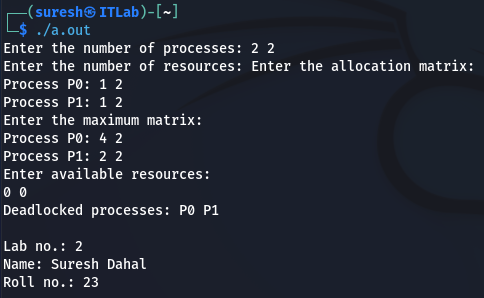 ┌──(suresh㉿ITLab)-[~]
└─$ ./a.out
Enter the number of processes: 2 2
Enter the number of resources: Enter the allocation matrix:
Process P0: 1 2
Process P1: 1 2
Enter the maximum matrix:
Process P0: 4 2
Process P1: 2 2
Enter available resources:
0 0
Deadlocked processes: P0 P1
Lab no.: 2
Name: Suresh Dahal
Roll no.: 23